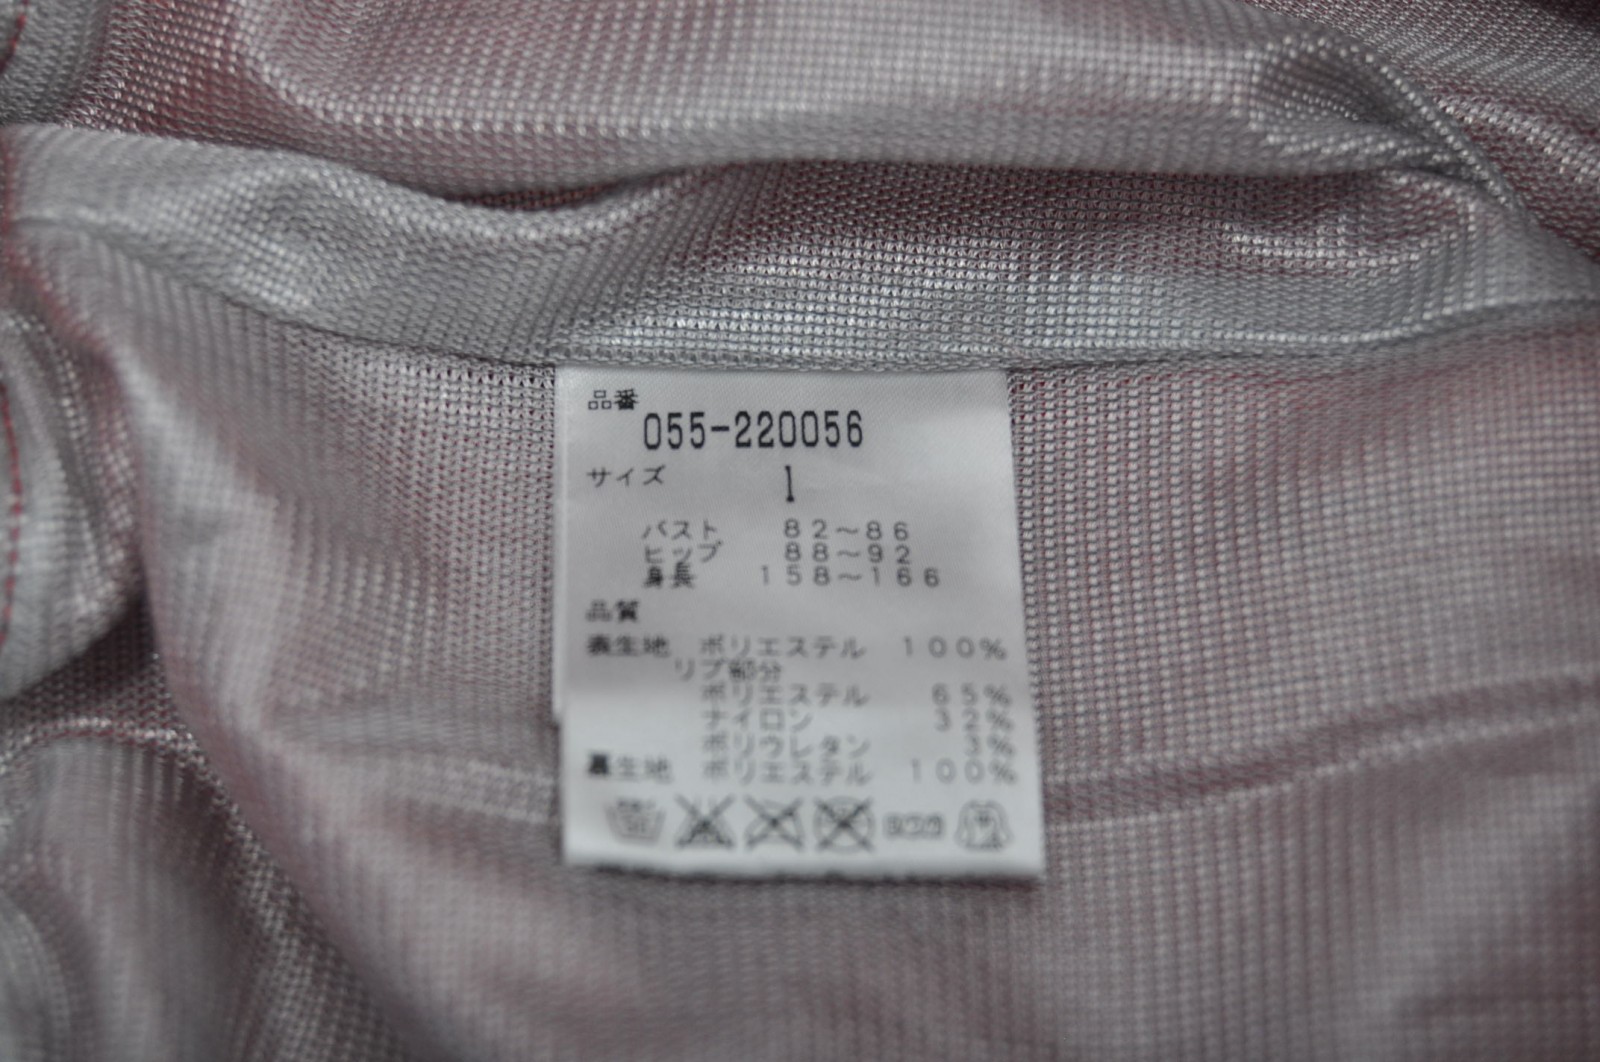 品番
055-220056
サイズ 1
バスト 82～86
ヒップ 88～92
身長 158～166
品質
表生地 ポリエステル 100%
リブ部分
ポリエステル 65%
ナイロン 32%
ポリウレタン 3%
裏生地 ポリエステル 100%